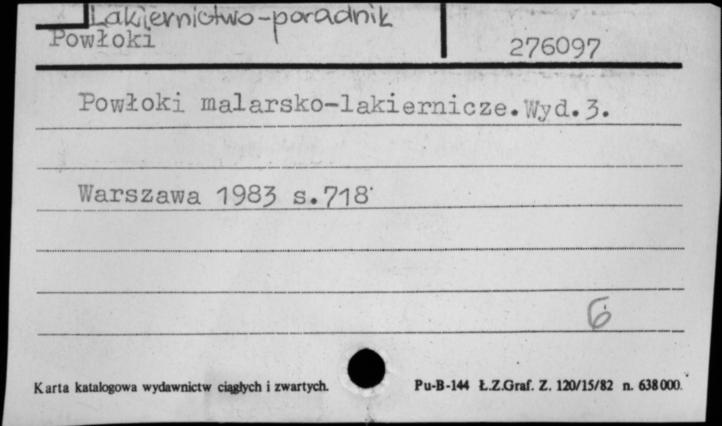 Lakiernictwo-poradnik
Powłoki
276097
Powłoki malarsko-lakiernicze.Wyd.3.
Warszawa 1983 s.718
6
Karta katalogowa wydawnictw ciągłych i zwartych.
Pu-B-144 Ł.Z.Graf. Z. 120/15/82 n. 638000.